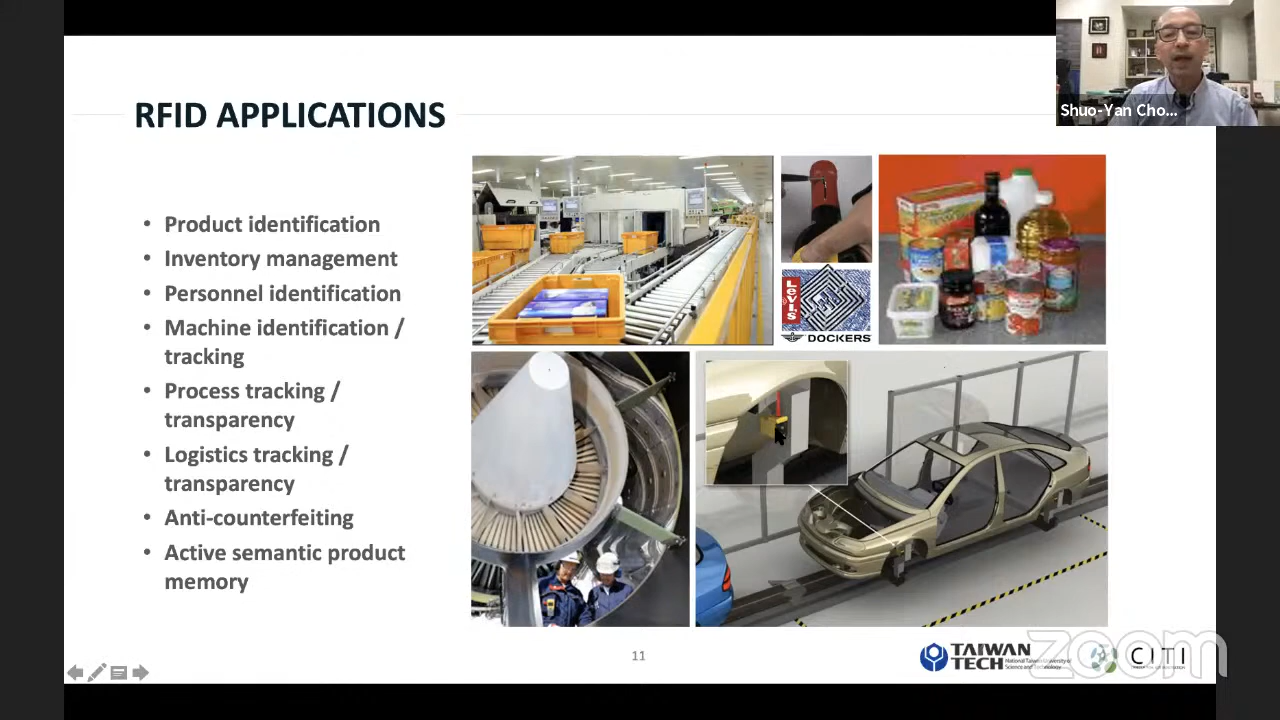 Shuo-Yan Cho...
RFID APPLICATIONS
• Product identification
• Inventory management
• Personnel identification
• Machine identification /
tracking
• Process tracking /
transparency
• Logistics tracking /
transparency
• Anti-counterfeiting
• Active semantic product
memory
LEVI'S
DOCKERS
11
TAIWAN
TECH
National Taiwan University of
Science and Technology
CITI
zoom